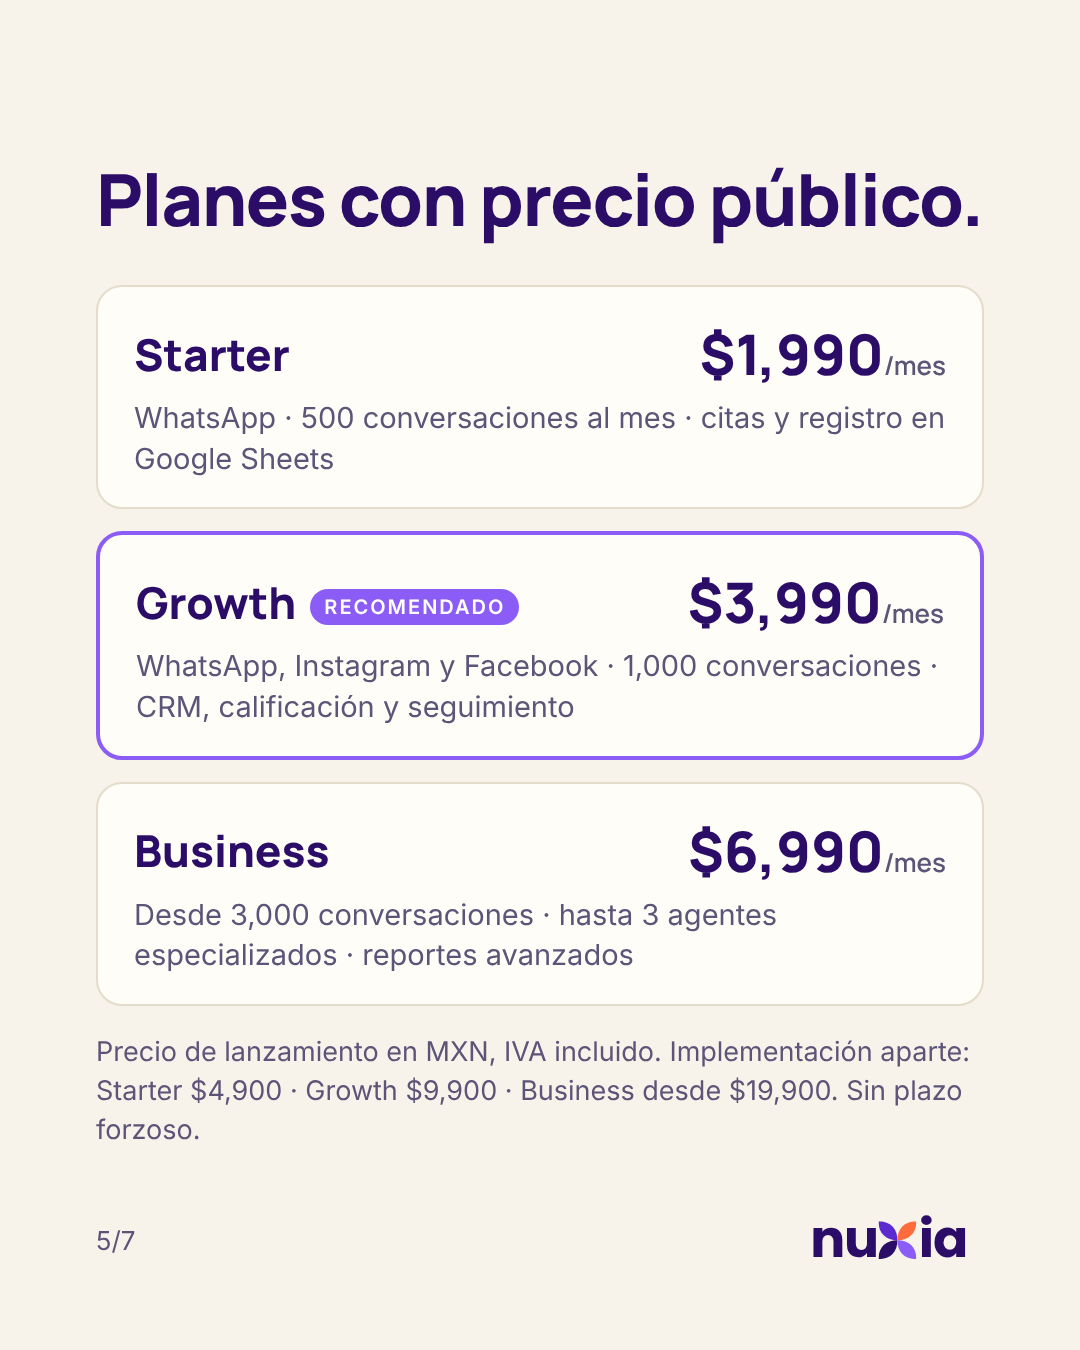 Planes con precio público.
Starter
$1,990/mes
WhatsApp · 500 conversaciones al mes · citas y registro en
Google Sheets
Growth RECOMENDADO
$3,990/mes
WhatsApp, Instagram y Facebook · 1,000 conversaciones ·
CRM, calificación y seguimiento
Business
$6,990/mes
Desde 3,000 conversaciones · hasta 3 agentes
especializados · reportes avanzados
Precio de lanzamiento en MXN, IVA incluido. Implementación aparte:
Starter $4,900 · Growth $9,900 · Business desde $19,900. Sin plazo
forzoso.
5/7
nuxia